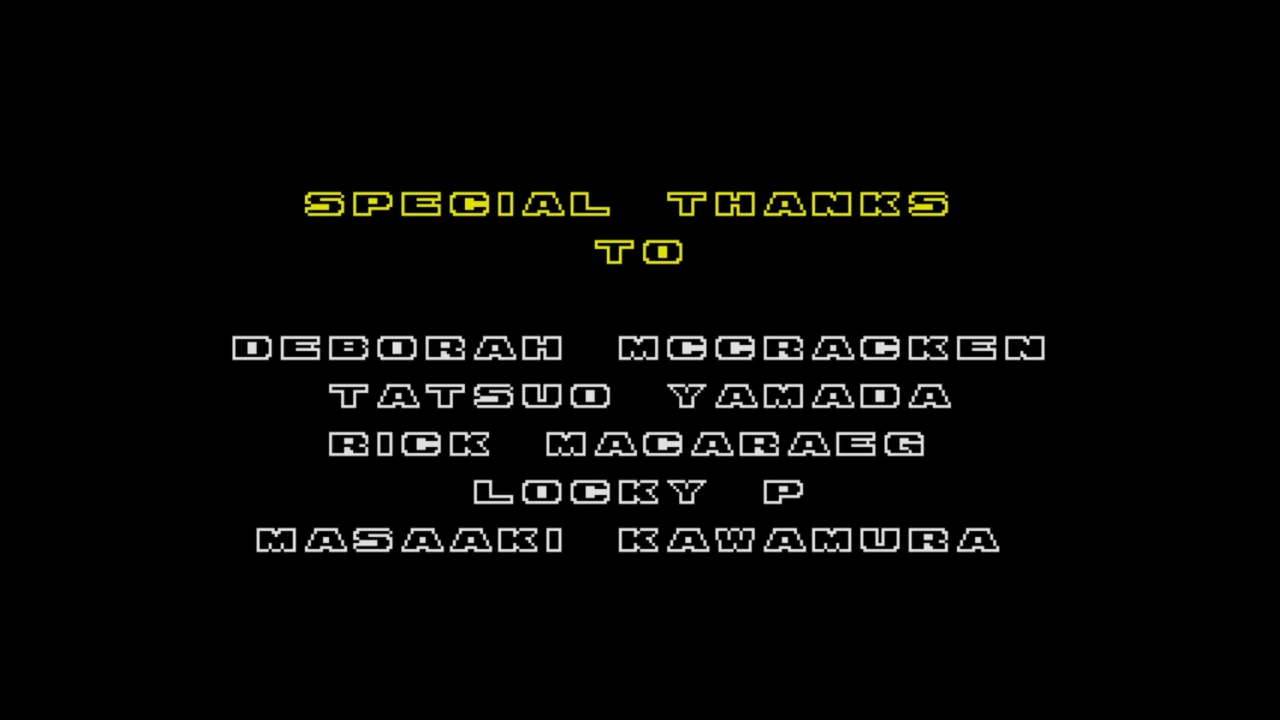 SPECIAL THANKS
TO
DEBORAH MCCRACKEN
TATSUO YAMADA
RICK MACARAEG
LOCKY P
MASAAKI KAWAMURA